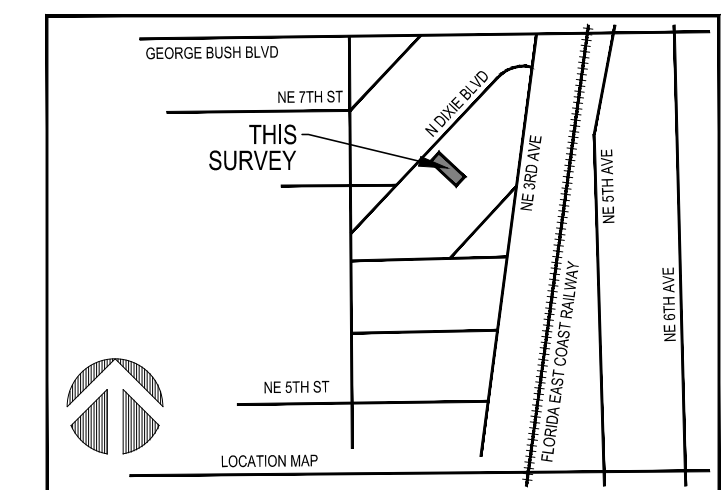 GEORGE BUSH BLVD
NE 7TH ST
N DIXIE BLVD
THIS
SURVEY
NE 3RD AVE
NE 5TH AVE
NE 6TH AVE
FLORIDA EAST COAST RAILWAY
NE 5TH ST
LOCATION MAP